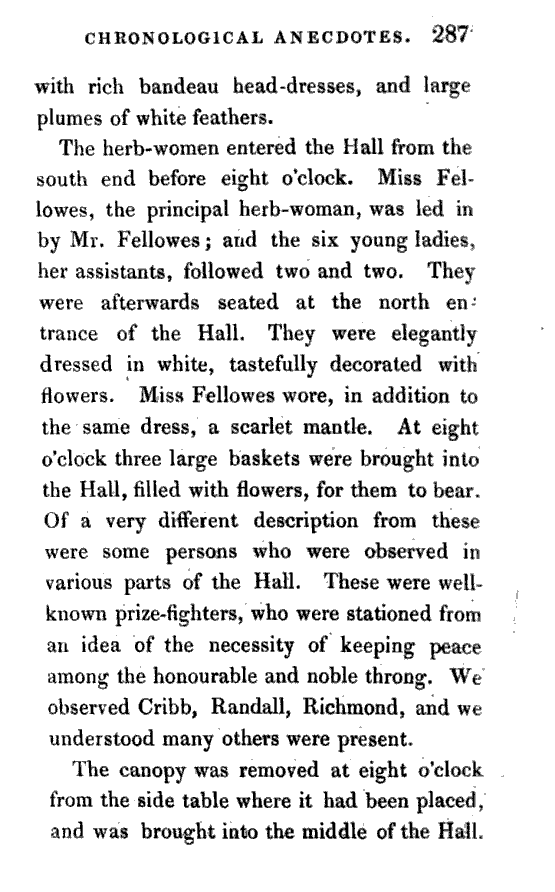 CHRONOLOGICAL ANECDOTES. 287
with rich bandeau head-dresses, and large
plumes of white feathers.
The herb-women entered the Hall from the
south end before eight o'clock. Miss Fel-
lowes, the principal herb-woman, was led in
by Mr. Fellowes; and the six young ladies,
her assistants, followed two and two. They
were afterwards seated at the north en-
trance of the Hall. They were elegantly
dressed in white, tastefully decorated with
flowers. Miss Fellowes wore, in addition to
the same dress, a scarlet mantle. At eight
o'clock three large baskets were brought into
the Hall, filled with flowers, for them to bear.
Of a very different description from these
were some persons who were observed in
various parts of the Hall. These were well-
known prize-fighters, who were stationed from
an idea of the necessity of keeping peace
among the honourable and noble throng. We
observed Cribb, Randall, Richmond, and we
understood many others were present.
The canopy was removed at eight o'clock
from the side table where it had been placed,
and was brought into the middle of the Hall.